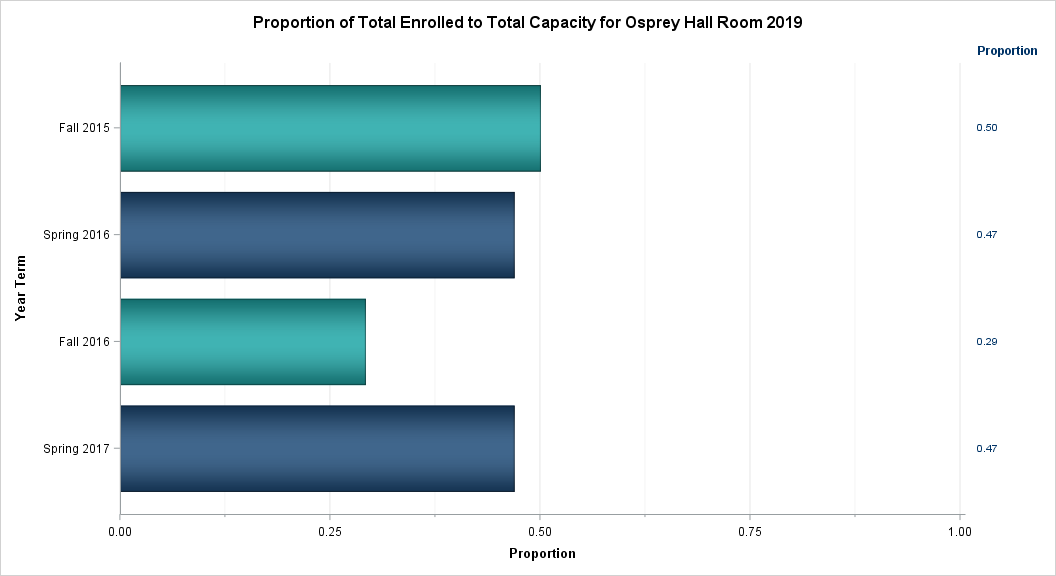 Proportion of Total Enrolled to Total Capacity for Osprey Hall Room 2019
Proportion
Fall 2015
0.50
Spring 2016
0.47
Year Term
Fall 2016
0.29
Spring 2017
0.47
0.00 0.25 0.50 0.75 1.00
Proportion